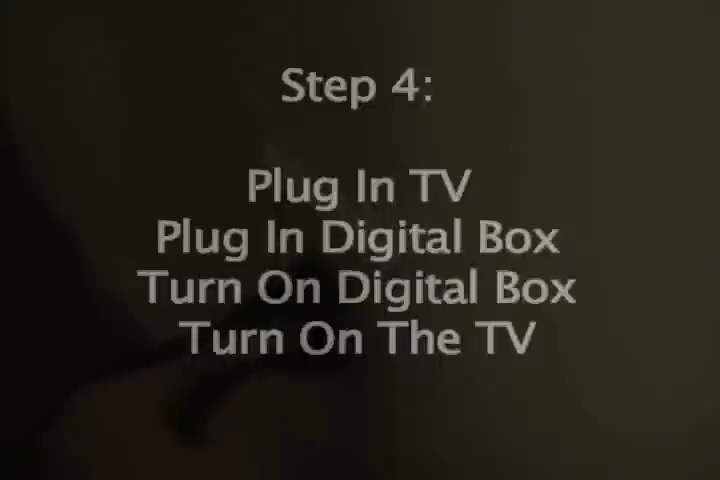 Step 4:
Plug In TV
Plug In Digital Box
Turn On Digital Box
Turn On The TV